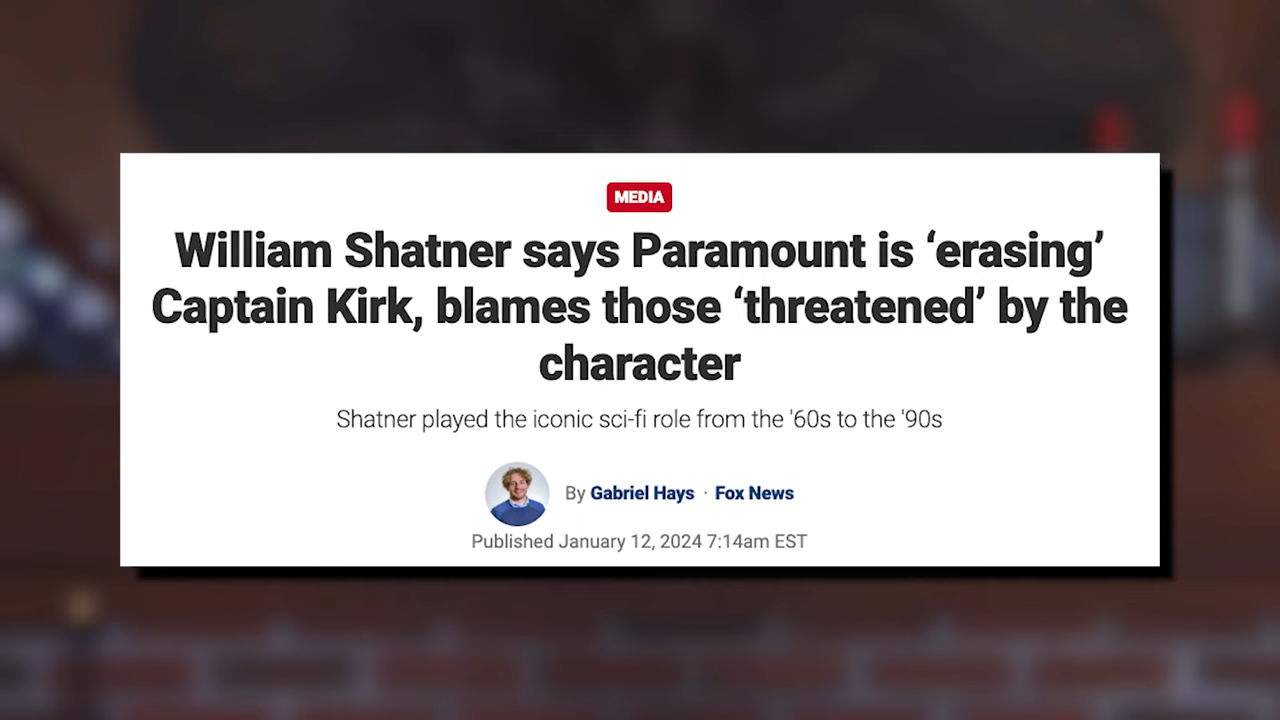 MEDIA
William Shatner says Paramount is ‘erasing’
Captain Kirk, blames those ‘threatened’ by the
character
Shatner played the iconic sci-fi role from the '60s to the '90s
By Gabriel Hays · Fox News
Published January 12, 2024 7:14am EST